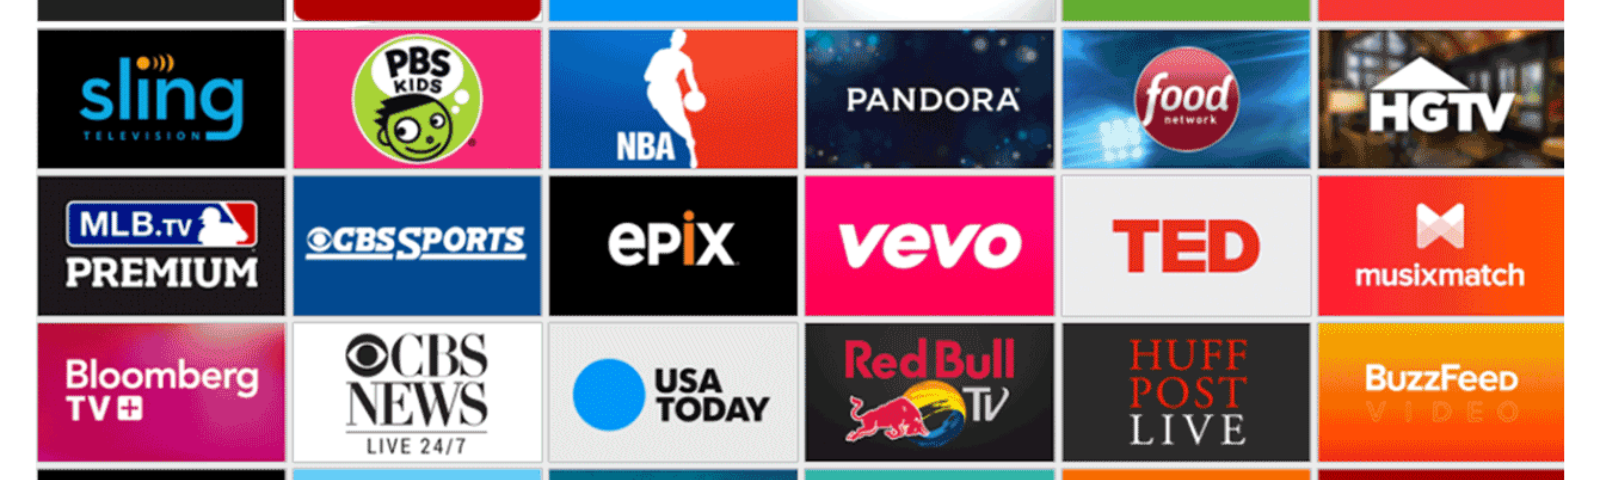 sling
TELEVISION
PBS
KIDS
NBA
PANDORA
food
network
HGTV
MLB.TV
PREMIUM
CBSSPORTS
epix
vevo
TED
musixmatch
Bloomberg
TV+
CBS
NEWS
LIVE 24/7
USA
TODAY
Red Bull
TV
HUFF
POST
LIVE
BuzzFeeD
ViDEO